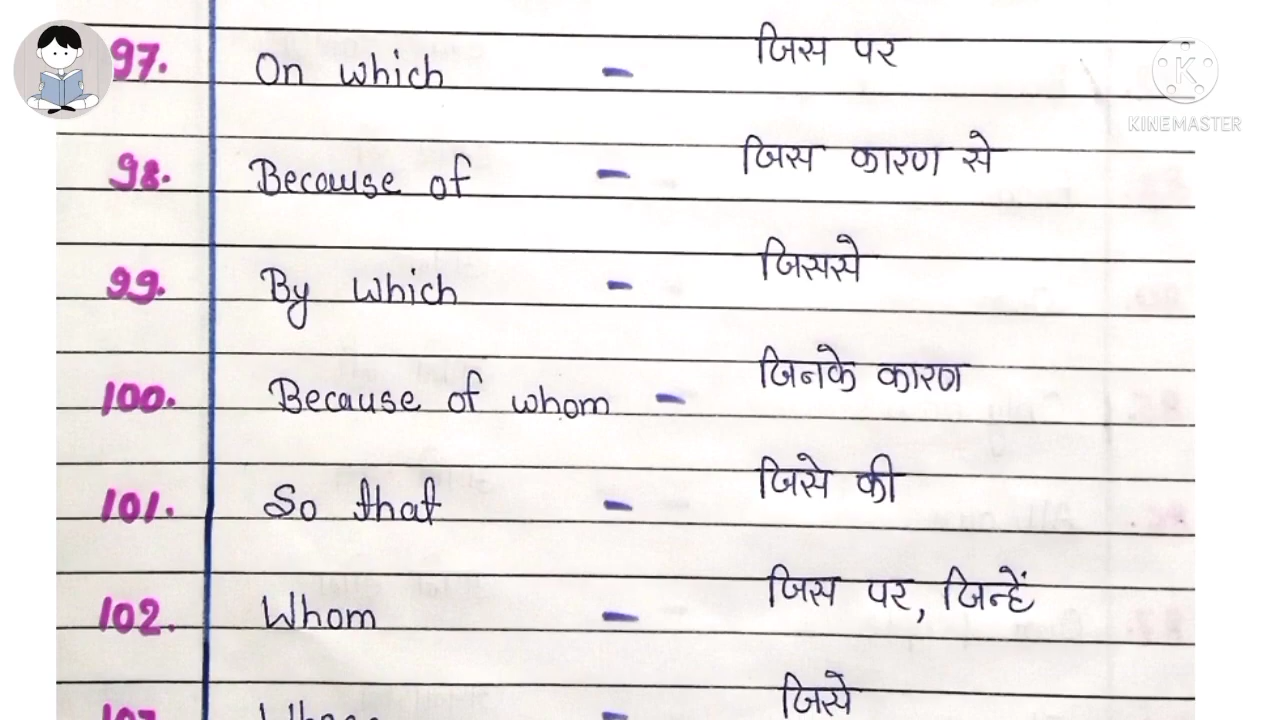 97. On which - जिस पर
KINEMASTER
98. Because of - जिस कारण से
99. By which - जिससे
100. Because of whom - जिनके कारण
101. So that - जिसे की
102. Whom - जिस पर, जिन्हें
- जिसे